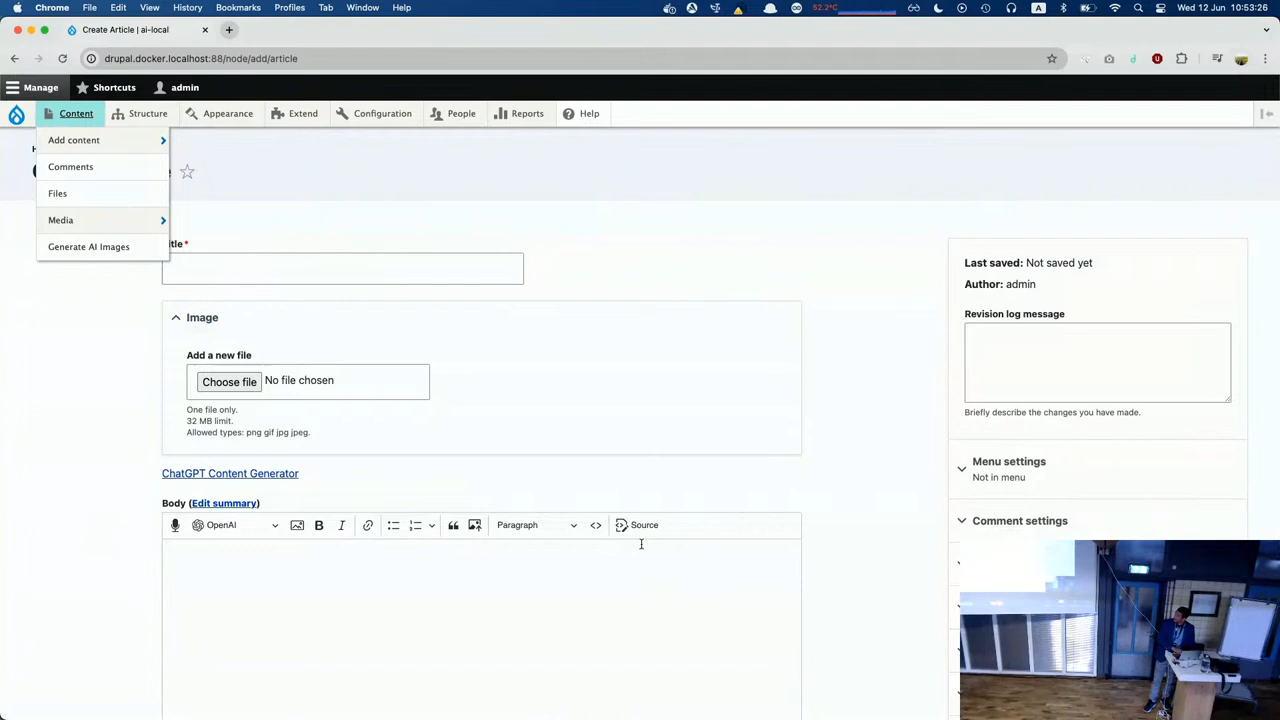 Chrome File Edit View History Bookmarks Profiles Tab Window Help 52.2°C A Wed 12 Jun 10:53:26
Create Article | ai-local
drupal.docker.localhost:88/node/add/article
Manage Shortcuts admin
Content Structure Appearance Extend Configuration People Reports Help
Add content
Comments
Files
Media
Generate AI Images
Title*
Image
Add a new file
Choose file No file chosen
One file only.
32 MB limit.
Allowed types: png gif jpg jpeg.
ChatGPT Content Generator
Body (Edit summary)
OpenAI B I Paragraph Source
Last saved: Not saved yet
Author: admin
Revision log message
Briefly describe the changes you have made.
Menu settings
Not in menu
Comment settings